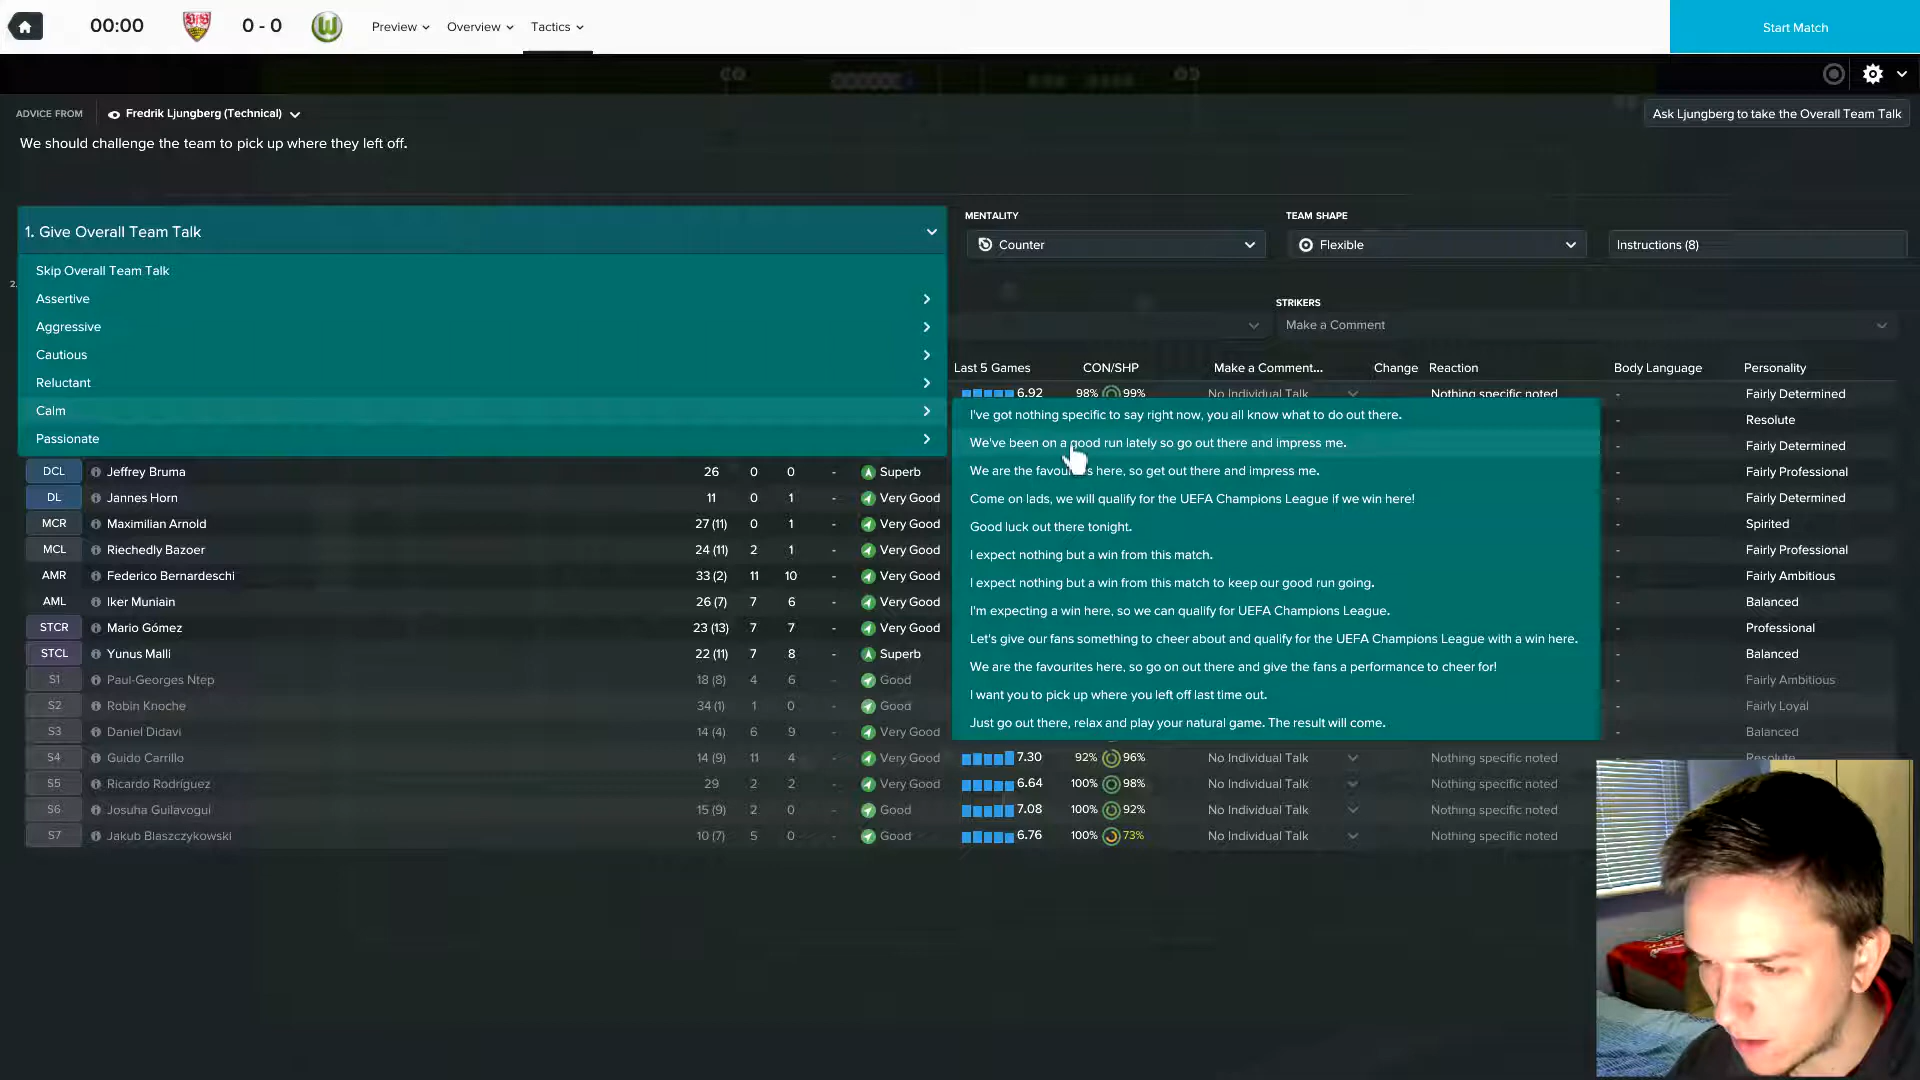 00:00 0 - 0 Preview Overview Tactics Start Match
ADVICE FROM Fredrik Ljungberg (Technical) Ask Ljungberg to take the Overall Team Talk
We should challenge the team to pick up where they left off.
1. Give Overall Team Talk
MENTALITY TEAM SHAPE
Counter Flexible Instructions (8)
Skip Overall Team Talk
2.
Assertive
STRIKERS
Aggressive
Make a Comment
Cautious
Reluctant
Calm
Passionate
Last 5 Games CON/SHP Make a Comment... Change Reaction Body Language Personality
6.92 98% 99% No Individual Talk Nothing specific noted - Fairly Determined
I've got nothing specific to say right now, you all know what to do out there.
We've been on a good run lately so go out there and impress me.
We are the favourites here, so get out there and impress me.
Come on lads, we will qualify for the UEFA Champions League if we win here!
Good luck out there tonight.
I expect nothing but a win from this match.
I expect nothing but a win from this match to keep our good run going.
I'm expecting a win here, so we can qualify for UEFA Champions League.
Let's give our fans something to cheer about and qualify for the UEFA Champions League with a win here.
We are the favourites here, so go on out there and give the fans a performance to cheer for!
I want you to pick up where you left off last time out.
Just go out there, relax and play your natural game. The result will come.
- Resolute
- Fairly Determined
DCL Jeffrey Bruma 26 0 0 - Superb - Fairly Professional
DL Jannes Horn 11 0 1 - Very Good - Fairly Determined
MCR Maximilian Arnold 27 (11) 0 1 - Very Good - Spirited
MCL Riechedly Bazoer 24 (11) 2 1 - Very Good - Fairly Professional
AMR Federico Bernardeschi 33 (2) 11 10 - Very Good - Fairly Ambitious
AML Iker Muniain 26 (7) 7 6 - Very Good - Balanced
STCR Mario Gómez 23 (13) 7 7 - Very Good - Professional
STCL Yunus Malli 22 (11) 7 8 - Superb - Balanced
S1 Paul-Georges Ntep 18 (8) 4 6 - Good - Fairly Ambitious
S2 Robin Knoche 34 (1) 1 0 - Good - Fairly Loyal
S3 Daniel Didavi 14 (4) 6 9 - Very Good - Balanced
S4 Guido Carrillo 14 (9) 11 4 - Very Good 7.30 92% 96% No Individual Talk Nothing specific noted - Resolute
S5 Ricardo Rodríguez 29 2 2 - Very Good 6.64 100% 98% No Individual Talk Nothing specific noted
S6 Josuha Guilavogui 15 (9) 2 0 - Good 7.08 100% 92% No Individual Talk Nothing specific noted
S7 Jakub Blaszczykowski 10 (7) 5 0 - Good 6.76 100% 73% No Individual Talk Nothing specific noted